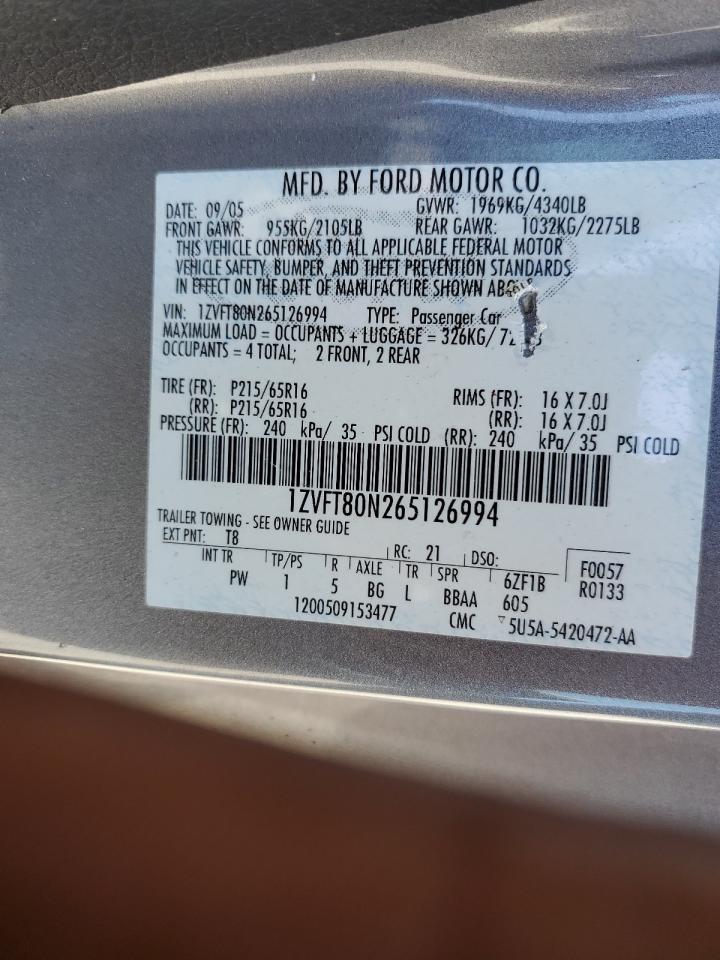 MFD. BY FORD MOTOR CO.
DATE: 09/05 GVWR: 1969KG/4340LB
FRONT GAWR: 955KG/2105LB REAR GAWR: 1032KG/2275LB
THIS VEHICLE CONFORMS TO ALL APPLICABLE FEDERAL MOTOR
VEHICLE SAFETY, BUMPER, AND THEFT PREVENTION STANDARDS
IN EFFECT ON THE DATE OF MANUFACTURE SHOWN
VIN: 1ZVFT80N265126994 TYPE: Passenger Car
MAXIMUM LOAD = OCCUPANTS + LUGGAGE = 326KG/
OCCUPANTS = 4 TOTAL; 2 FRONT, 2 REAR
TIRE (FR): P215/65R16 RIMS (FR): 16 X 7.0J
(RR): P215/65R16 (RR): 16 X 7.0J
PRESSURE (FR): 240 kPa/ 35 PSI COLD (RR): 240 kPa/ 35 PSI COLD
1ZVFT80N265126994
TRAILER TOWING - SEE OWNER GUIDE
EXT PNT: T8 RC: 21 DSO: F0057
INT TR TP/PS R AXLE TR SPR 6ZF1B R0133
PW 1 5 BG L BBAA 605
1200509153477 CMC ▽5U5A-5420472-AA